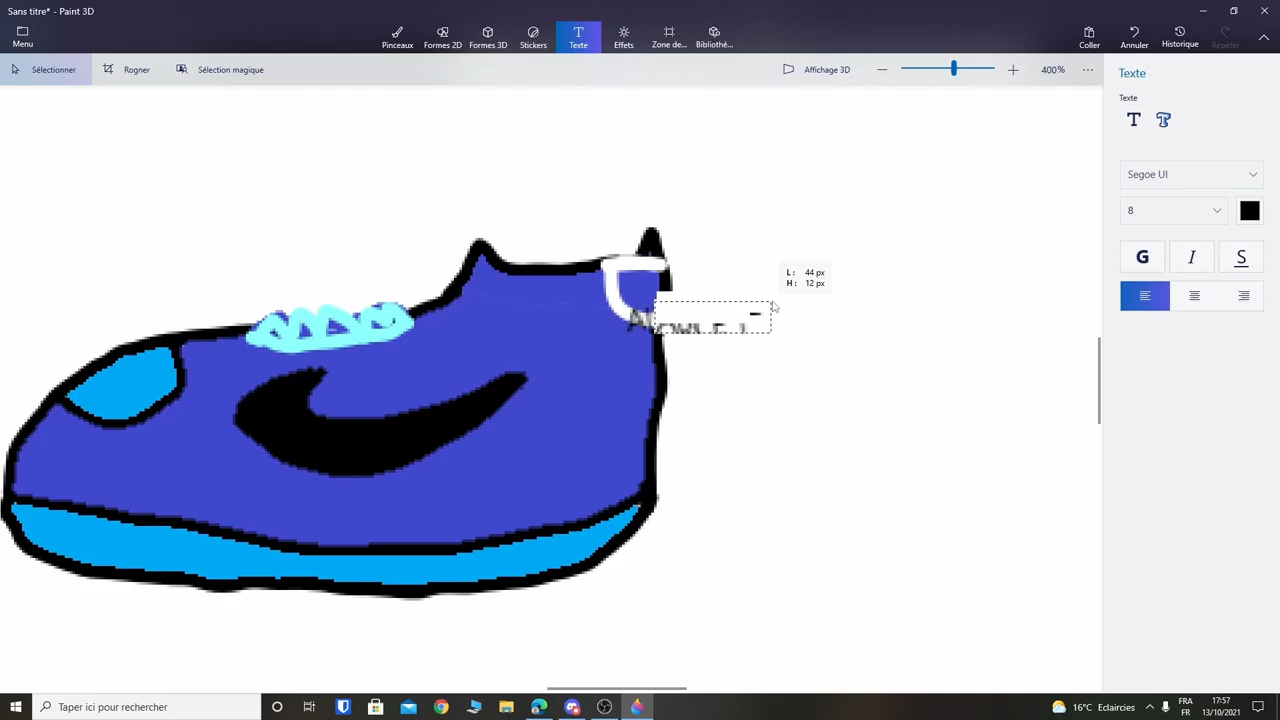 Sans titre* - Paint 3D
Menu
Pinceaux
Formes 2D
Formes 3D
Stickers
Texte
Effets
Zone de...
Bibliothè...
Coller
Annuler
Historique
Répéter
Sélectionner
Rogner
Sélection magique
Affichage 3D
400%
Texte
Texte
T
Segoe UI
8
G
I
S
L : 44 px
H : 12 px
Taper ici pour rechercher
16°C Eclaircies
FRA
FR
17:57
13/10/2021